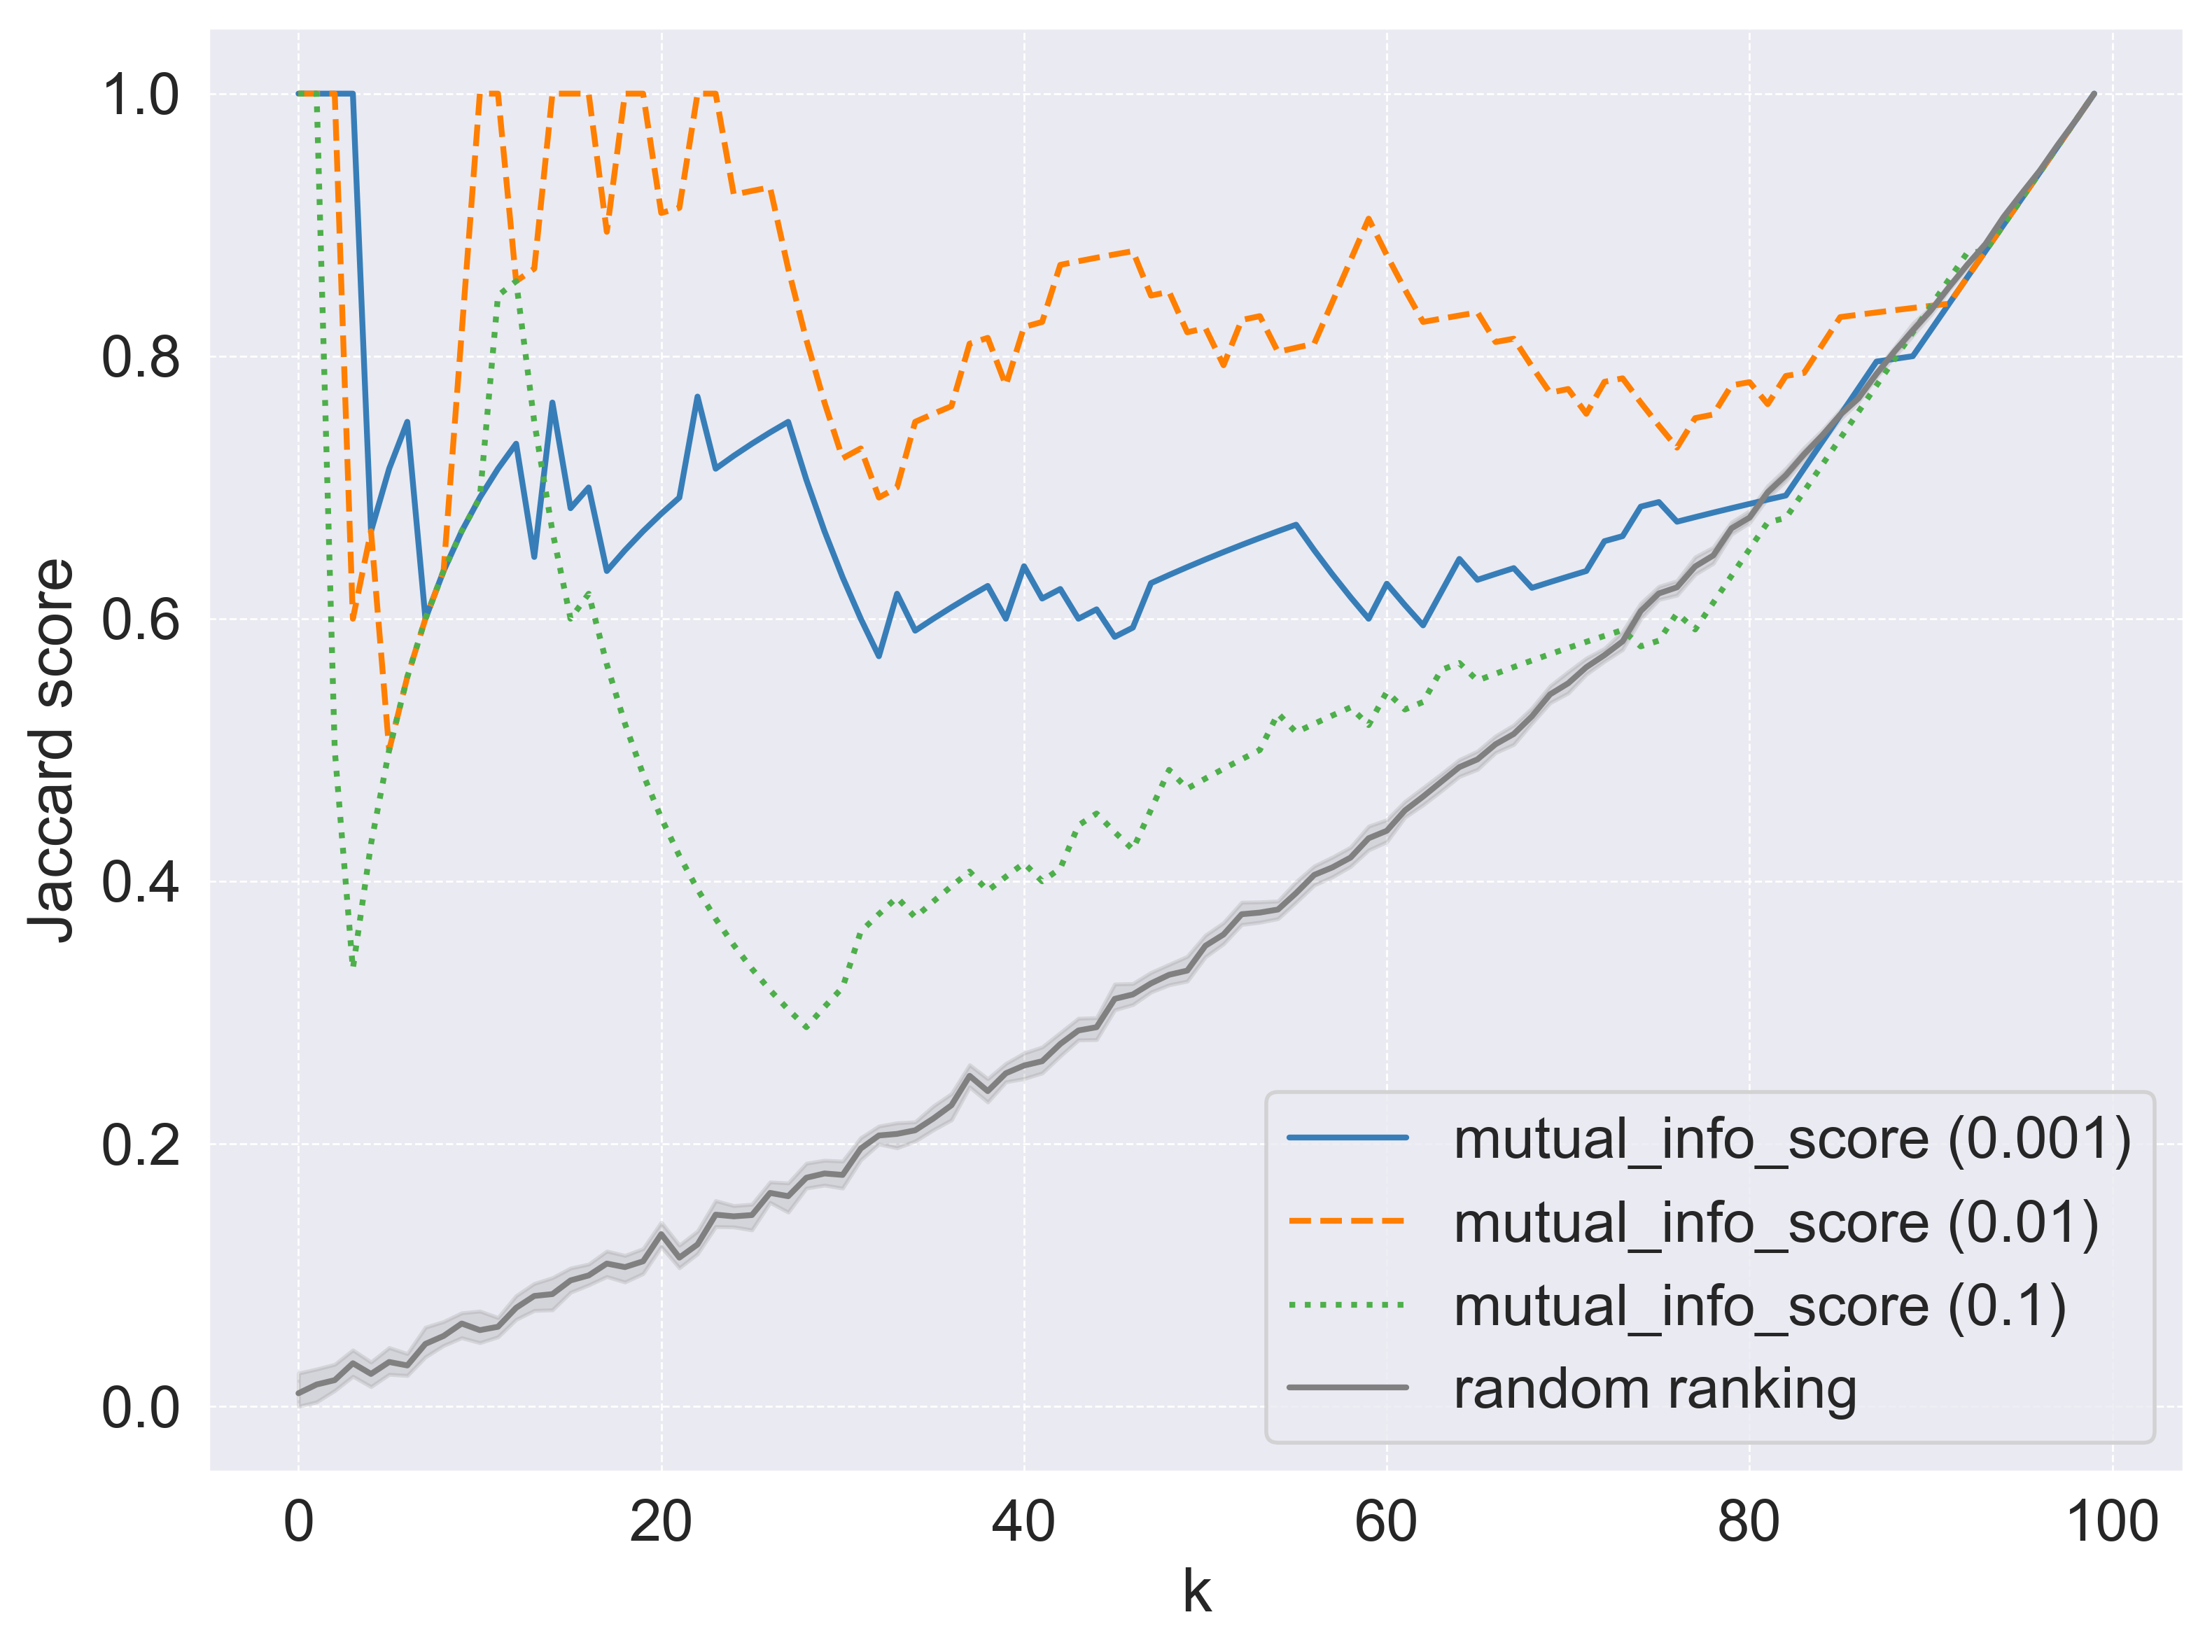 Jaccard score
1.0
0.8
0.6
0.4
0.2
0.0
mutual_info_score (0.001)
mutual_info_score (0.01)
mutual_info_score (0.1)
random ranking
0 20 40 60 80 100
k